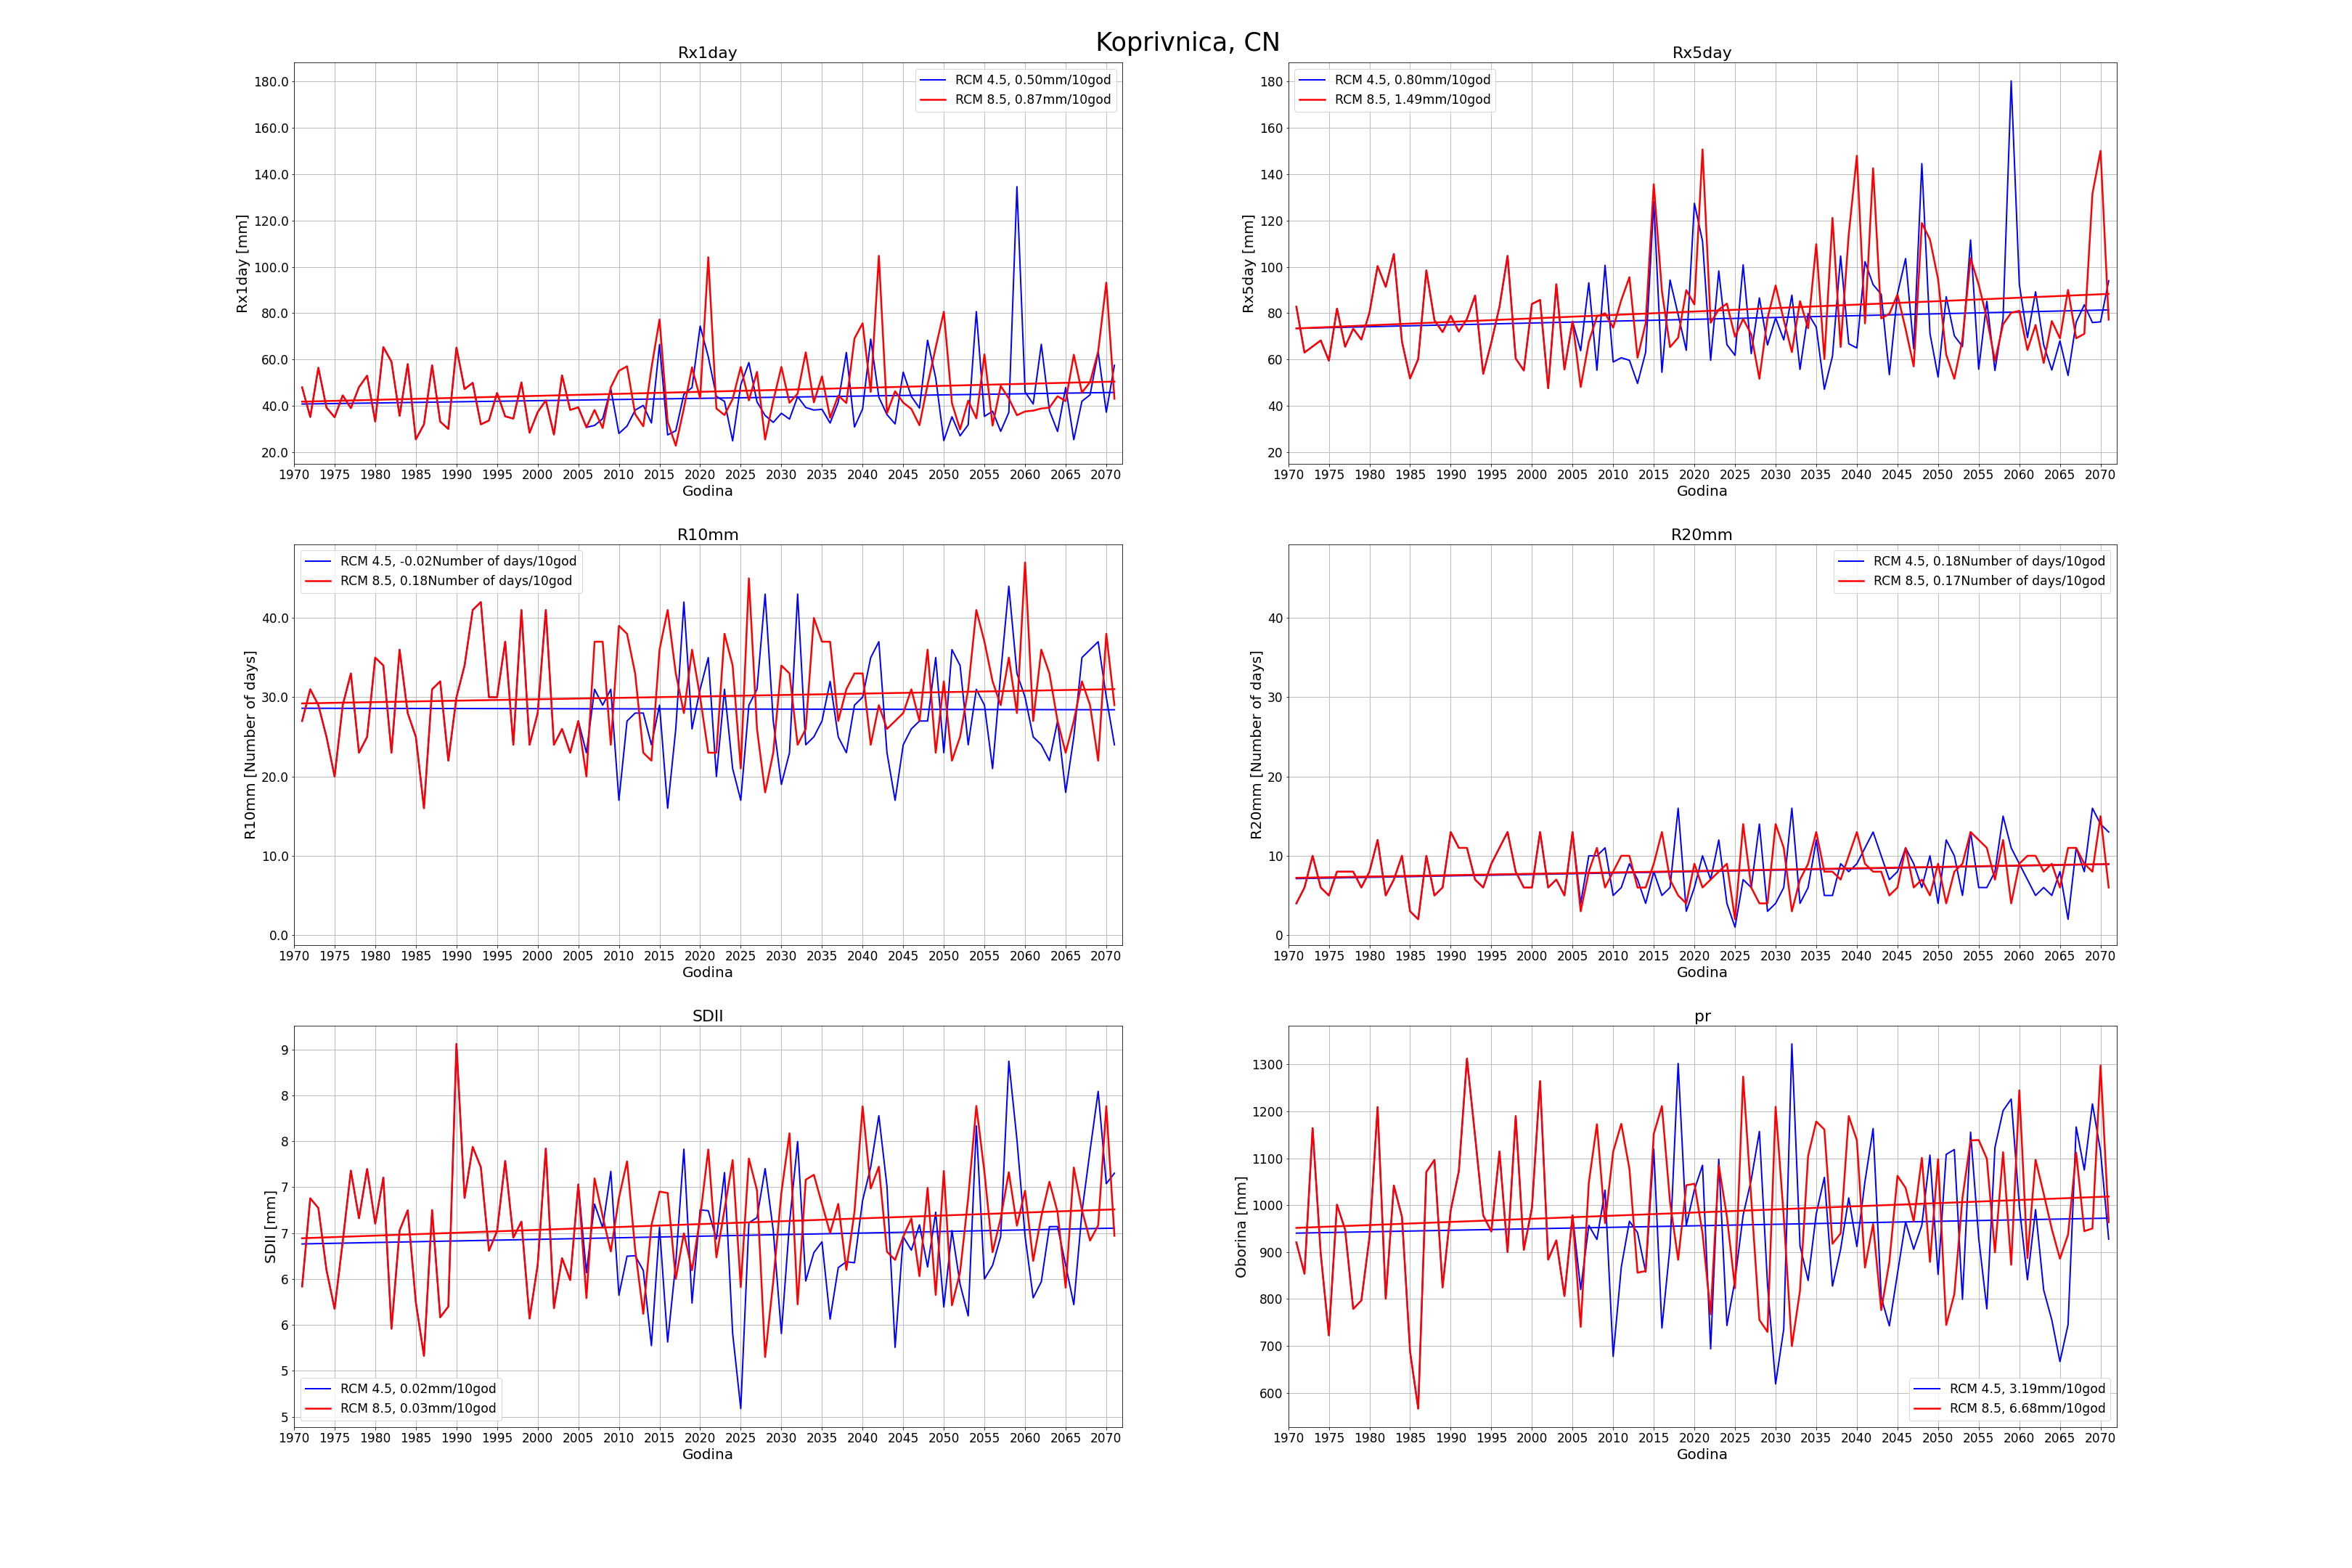 Koprivnica, CN
Rx1day
RCM 4.5, 0.50mm/10god
RCM 8.5, 0.87mm/10god
Rx1day [mm]
180.0
160.0
140.0
120.0
100.0
80.0
60.0
40.0
20.0
1970 1975 1980 1985 1990 1995 2000 2005 2010 2015 2020 2025 2030 2035 2040 2045 2050 2055 2060 2065 2070
Godina
Rx5day
RCM 4.5, 0.80mm/10god
RCM 8.5, 1.49mm/10god
Rx5day [mm]
180
160
140
120
100
80
60
40
20
1970 1975 1980 1985 1990 1995 2000 2005 2010 2015 2020 2025 2030 2035 2040 2045 2050 2055 2060 2065 2070
Godina
R10mm
RCM 4.5, -0.02Number of days/10god
RCM 8.5, 0.18Number of days/10god
R10mm [Number of days]
40.0
30.0
20.0
10.0
0.0
1970 1975 1980 1985 1990 1995 2000 2005 2010 2015 2020 2025 2030 2035 2040 2045 2050 2055 2060 2065 2070
Godina
R20mm
RCM 4.5, 0.18Number of days/10god
RCM 8.5, 0.17Number of days/10god
R20mm [Number of days]
40
30
20
10
0
1970 1975 1980 1985 1990 1995 2000 2005 2010 2015 2020 2025 2030 2035 2040 2045 2050 2055 2060 2065 2070
Godina
SDII
RCM 4.5, 0.02mm/10god
RCM 8.5, 0.03mm/10god
SDII [mm]
9
8
8
7
7
6
6
5
5
1970 1975 1980 1985 1990 1995 2000 2005 2010 2015 2020 2025 2030 2035 2040 2045 2050 2055 2060 2065 2070
Godina
pr
RCM 4.5, 3.19mm/10god
RCM 8.5, 6.68mm/10god
Oborina [mm]
1300
1200
1100
1000
900
800
700
600
1970 1975 1980 1985 1990 1995 2000 2005 2010 2015 2020 2025 2030 2035 2040 2045 2050 2055 2060 2065 2070
Godina